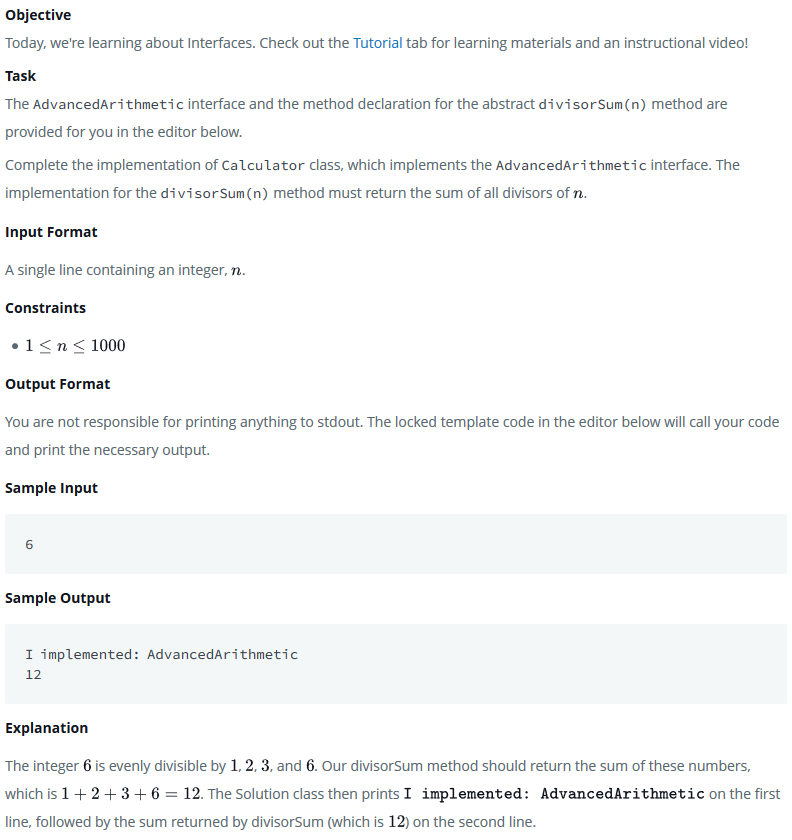 Objective
Today, we're learning about Interfaces. Check out the Tutorial tab for learning materials and an instructional video!
Task
The AdvancedArithmetic interface and the method declaration for the abstract divisorSum(n) method are
provided for you in the editor below.
Complete the implementation of Calculator class, which implements the AdvancedArithmetic interface. The
implementation for the divisorSum(n) method must return the sum of all divisors of n.
Input Format
A single line containing an integer, n.
Constraints
• 1 ≤ n ≤ 1000
Output Format
You are not responsible for printing anything to stdout. The locked template code in the editor below will call your code
and print the necessary output.
Sample Input
6
Sample Output
I implemented: AdvancedArithmetic
12
Explanation
The integer 6 is evenly divisible by 1, 2, 3, and 6. Our divisorSum method should return the sum of these numbers,
which is 1 + 2 + 3 + 6 = 12. The Solution class then prints I implemented: AdvancedArithmetic on the first
line, followed by the sum returned by divisorSum (which is 12) on the second line.